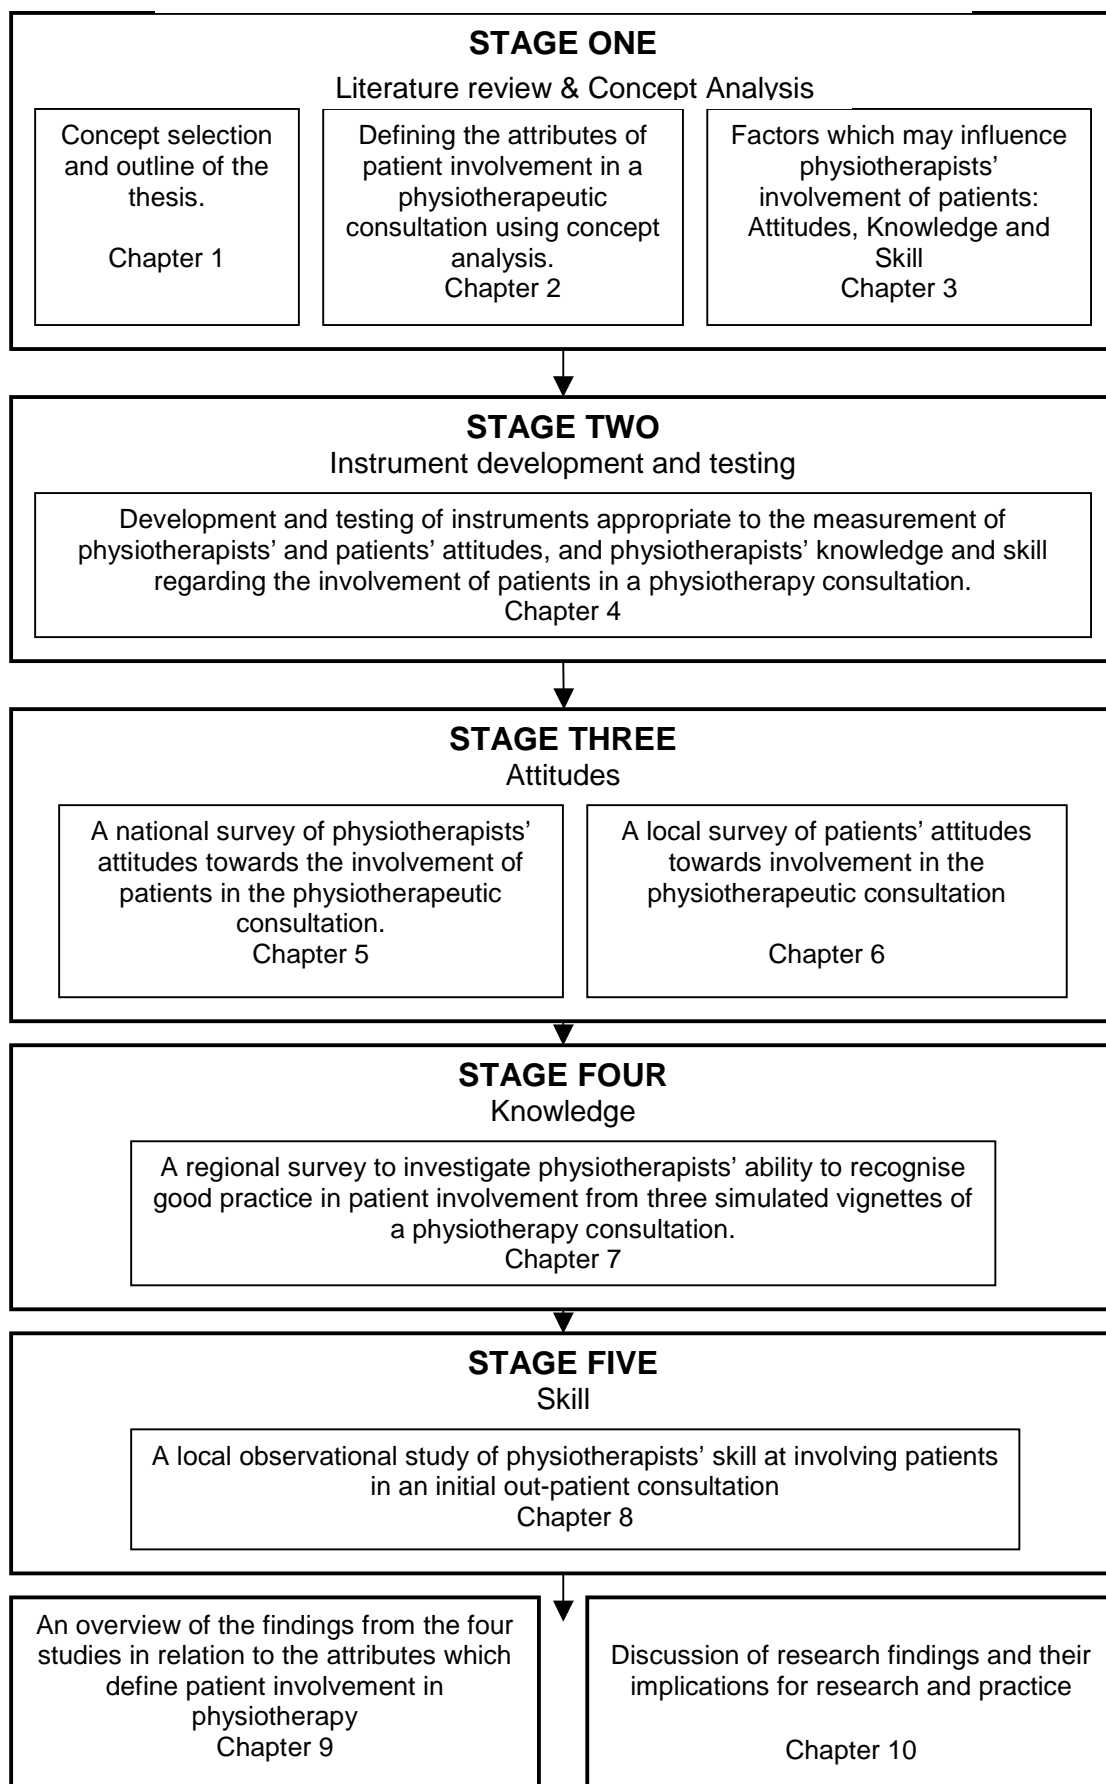 STAGE ONE
Literature review & Concept Analysis
Concept selection
and outline of the
thesis.
Chapter 1
Defining the attributes of
patient involvement in a
physiotherapeutic
consultation using concept
analysis.
Chapter 2
Factors which may influence
physiotherapists’
involvement of patients:
Attitudes, Knowledge and
Skill
Chapter 3
STAGE TWO
Instrument development and testing
Development and testing of instruments appropriate to the measurement of
physiotherapists’ and patients’ attitudes, and physiotherapists’ knowledge and skill
regarding the involvement of patients in a physiotherapy consultation.
Chapter 4
STAGE THREE
Attitudes
A national survey of physiotherapists’
attitudes towards the involvement of
patients in the physiotherapeutic
consultation.
Chapter 5
A local survey of patients’ attitudes
towards involvement in the
physiotherapeutic consultation
Chapter 6
STAGE FOUR
Knowledge
A regional survey to investigate physiotherapists’ ability to recognise
good practice in patient involvement from three simulated vignettes of
a physiotherapy consultation.
Chapter 7
STAGE FIVE
Skill
A local observational study of physiotherapists’ skill at involving patients
in an initial out-patient consultation
Chapter 8
An overview of the findings from the four
studies in relation to the attributes which
define patient involvement in
physiotherapy
Chapter 9
Discussion of research findings and their
implications for research and practice
Chapter 10